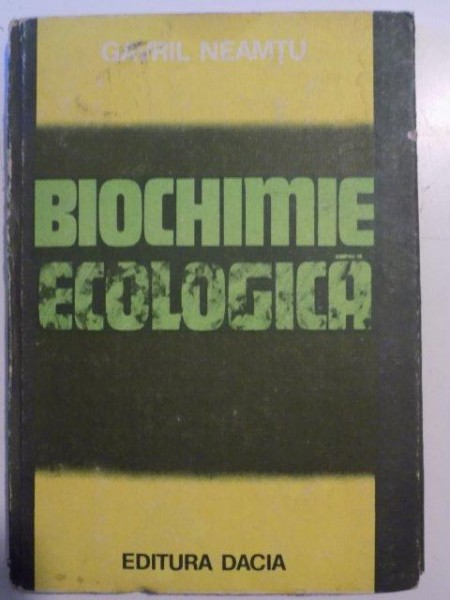 GAVRIL NEAMȚU
BIOCHIMIE
ECOLOGICĂ
EDITURA DACIA